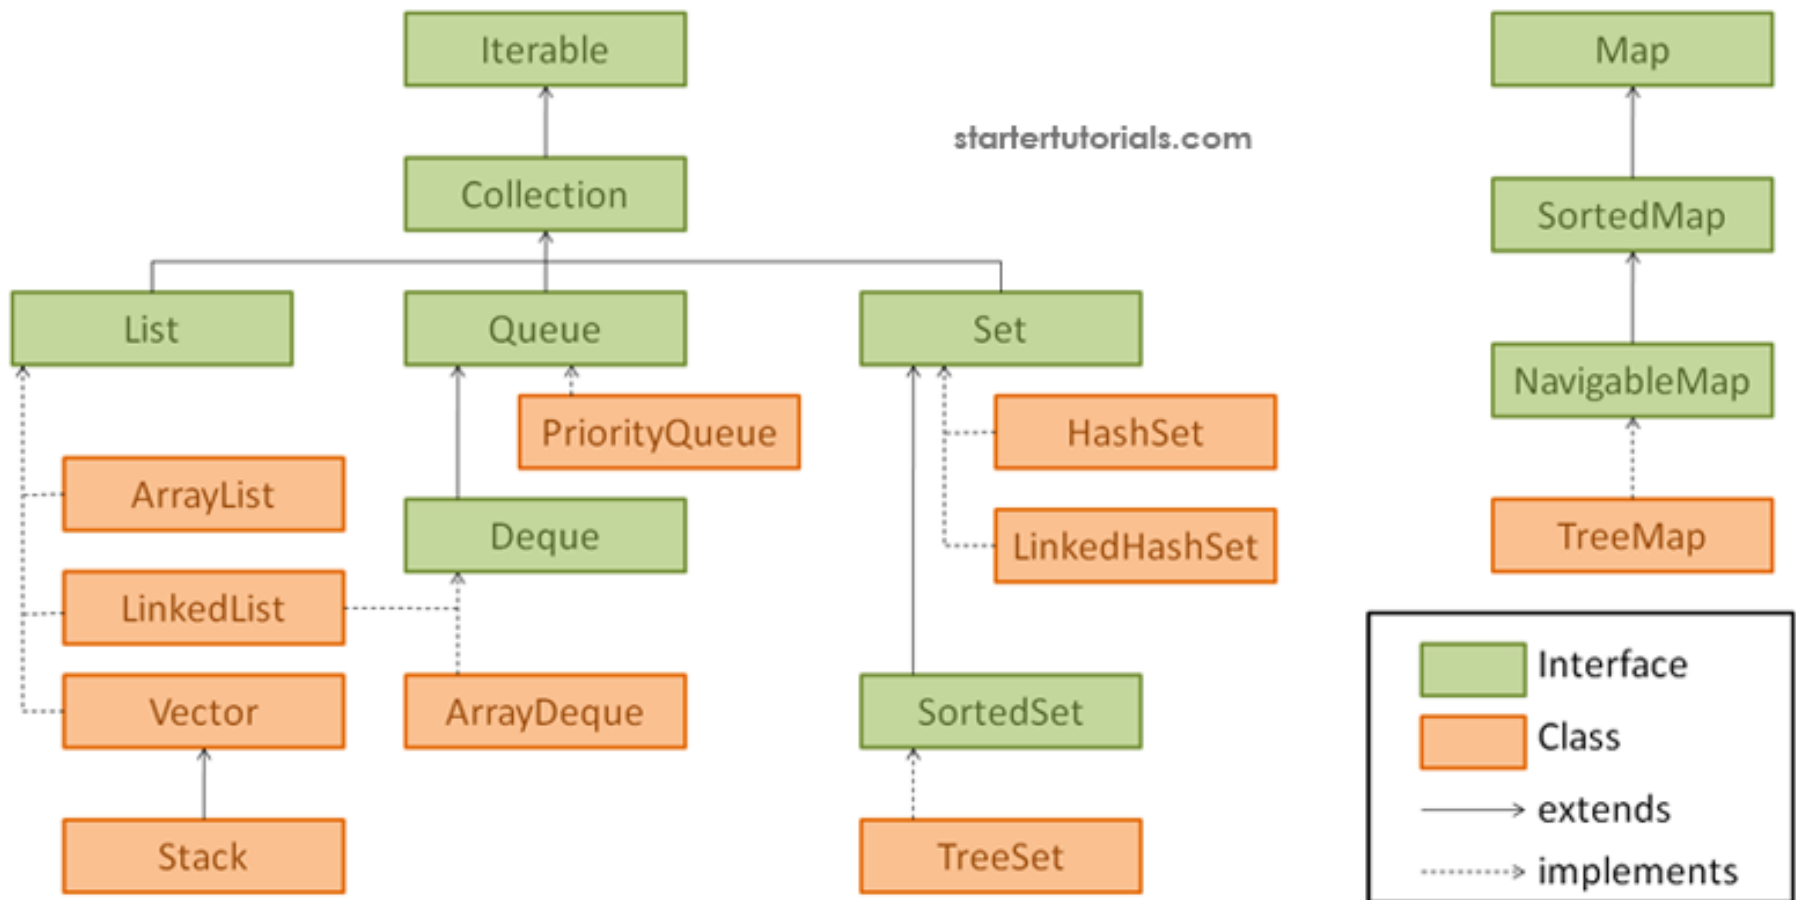 Iterable
Map
startertutorials.com
Collection
SortedMap
List
Queue
Set
NavigableMap
PriorityQueue
HashSet
ArrayList
Deque
LinkedHashSet
TreeMap
LinkedList
Vector
ArrayDeque
SortedSet
Stack
TreeSet
Interface
Class
extends
implements